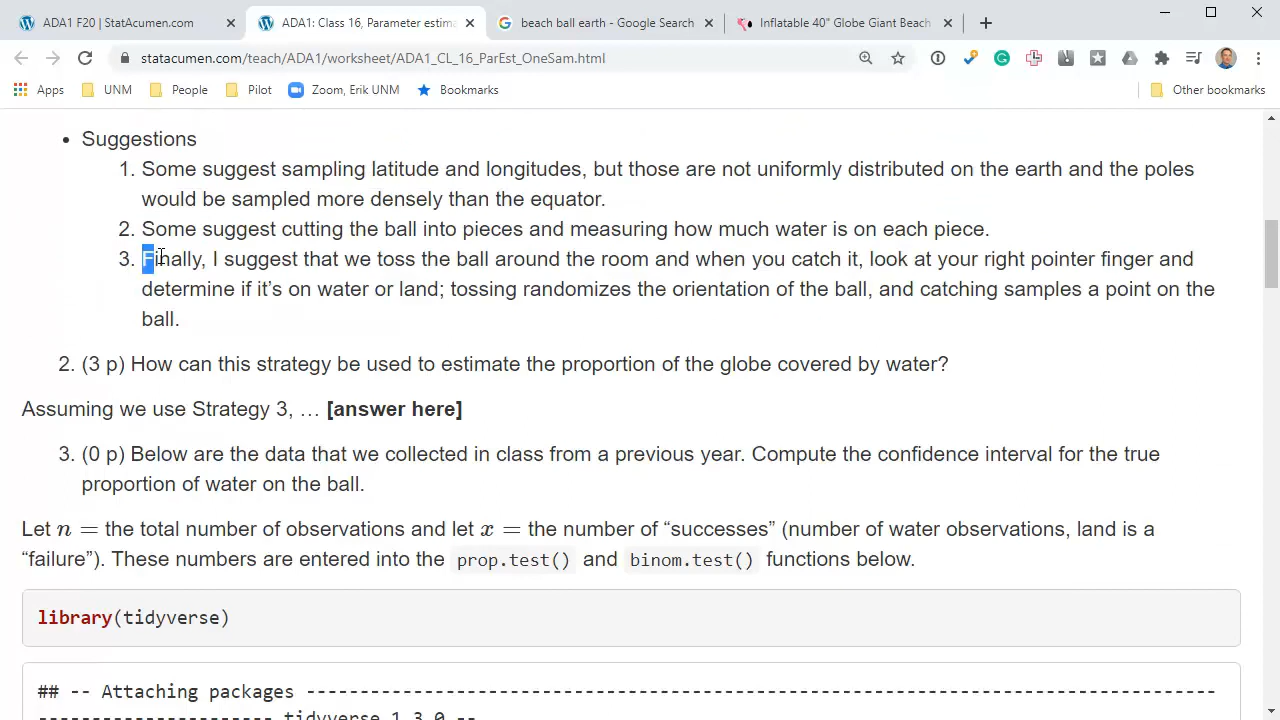 ADA1 F20 | StatAcumen.com
ADA1: Class 16, Parameter estima
beach ball earth - Google Search
Inflatable 40" Globe Giant Beach
statacumen.com/teach/ADA1/worksheet/ADA1_CL_16_ParEst_OneSam.html
Apps UNM People Pilot Zoom, Erik UNM Bookmarks Other bookmarks
• Suggestions
1. Some suggest sampling latitude and longitudes, but those are not uniformly distributed on the earth and the poles
would be sampled more densely than the equator.
2. Some suggest cutting the ball into pieces and measuring how much water is on each piece.
3. Finally, I suggest that we toss the ball around the room and when you catch it, look at your right pointer finger and
determine if it's on water or land; tossing randomizes the orientation of the ball, and catching samples a point on the
ball.
2. (3 p) How can this strategy be used to estimate the proportion of the globe covered by water?
Assuming we use Strategy 3, … [answer here]
3. (0 p) Below are the data that we collected in class from a previous year. Compute the confidence interval for the true
proportion of water on the ball.
Let n = the total number of observations and let x = the number of “successes” (number of water observations, land is a
“failure”). These numbers are entered into the prop.test() and binom.test() functions below.
library(tidyverse)
## -- Attaching packages ---------------------------------------------------------------------------------------
---------------------- tidyverse 1.3.0 --